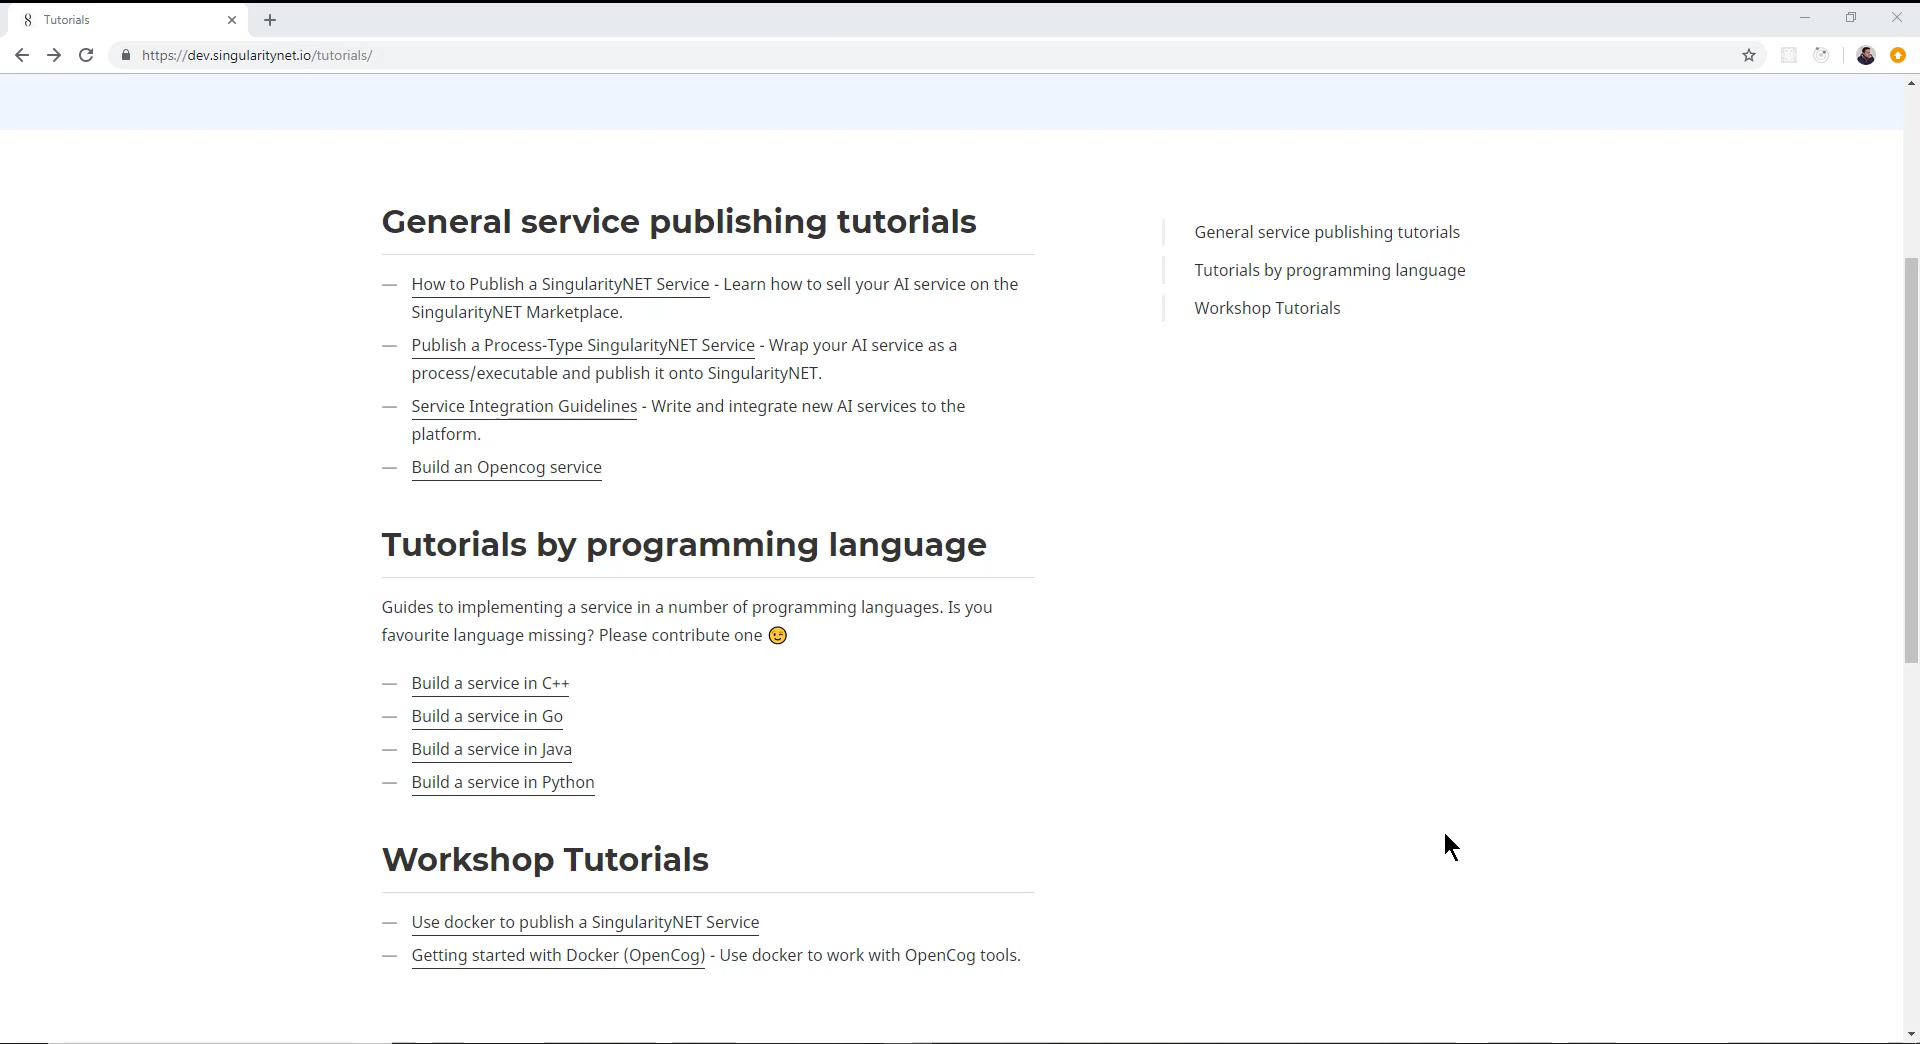 Tutorials
https://dev.singularitynet.io/tutorials/
General service publishing tutorials
— How to Publish a SingularityNET Service - Learn how to sell your AI service on the
SingularityNET Marketplace.
— Publish a Process-Type SingularityNET Service - Wrap your AI service as a
process/executable and publish it onto SingularityNET.
— Service Integration Guidelines - Write and integrate new AI services to the
platform.
— Build an Opencog service
Tutorials by programming language
Guides to implementing a service in a number of programming languages. Is you
favourite language missing? Please contribute one 😉
— Build a service in C++
— Build a service in Go
— Build a service in Java
— Build a service in Python
Workshop Tutorials
— Use docker to publish a SingularityNET Service
— Getting started with Docker (OpenCog) - Use docker to work with OpenCog tools.
General service publishing tutorials
Tutorials by programming language
Workshop Tutorials